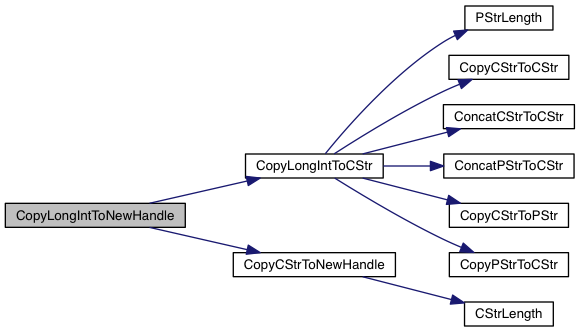 PStrLength
CopyCStrToCStr
ConcatCStrToCStr
CopyLongIntToCStr
ConcatPStrToCStr
CopyLongIntToNewHandle
CopyCStrToPStr
CopyCStrToNewHandle
CopyPStrToCStr
CStrLength